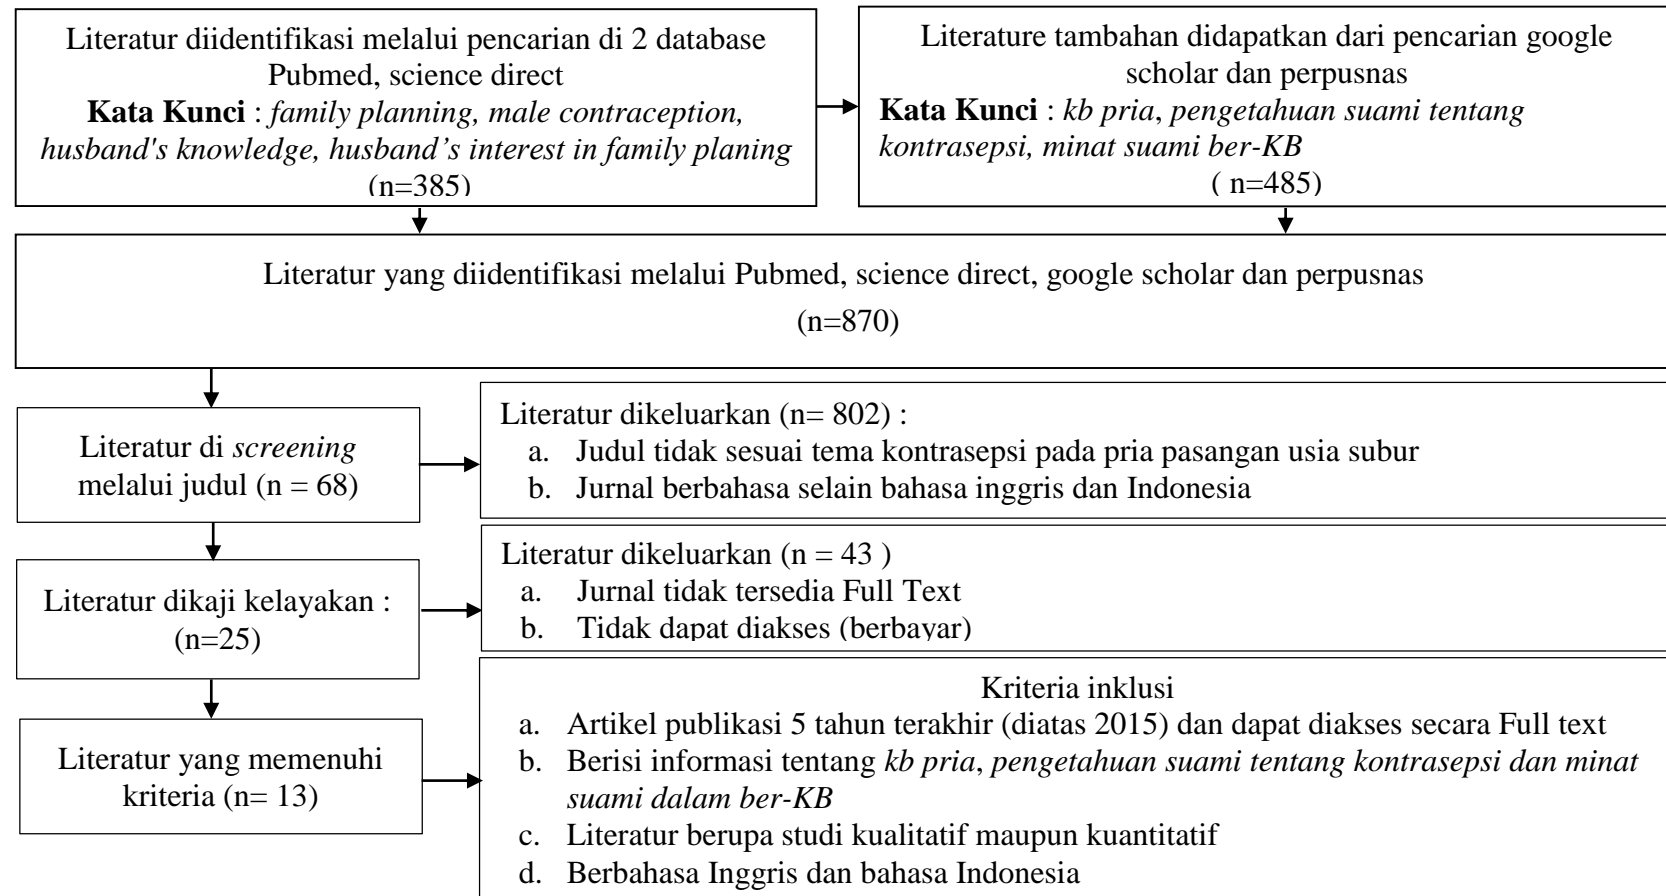 Literatur diidentifikasi melalui pencarian di 2 database
Pubmed, science direct
Kata Kunci : family planning, male contraception,
husband's knowledge, husband’s interest in family planing
(n=385)
Literature tambahan didapatkan dari pencarian google
scholar dan perpusnas
Kata Kunci : kb pria, pengetahuan suami tentang
kontrasepsi, minat suami ber-KB
( n=485)
Literatur yang diidentifikasi melalui Pubmed, science direct, google scholar dan perpusnas
(n=870)
Literatur di screening
melalui judul (n = 68)
Literatur dikeluarkan (n= 802) :
a. Judul tidak sesuai tema kontrasepsi pada pria pasangan usia subur
b. Jurnal berbahasa selain bahasa inggris dan Indonesia
Literatur dikaji kelayakan :
(n=25)
Literatur dikeluarkan (n = 43 )
a. Jurnal tidak tersedia Full Text
b. Tidak dapat diakses (berbayar)
Literatur yang memenuhi
kriteria (n= 13)
Kriteria inklusi
a. Artikel publikasi 5 tahun terakhir (diatas 2015) dan dapat diakses secara Full text
b. Berisi informasi tentang kb pria, pengetahuan suami tentang kontrasepsi dan minat
suami dalam ber-KB
c. Literatur berupa studi kualitatif maupun kuantitatif
d. Berbahasa Inggris dan bahasa Indonesia